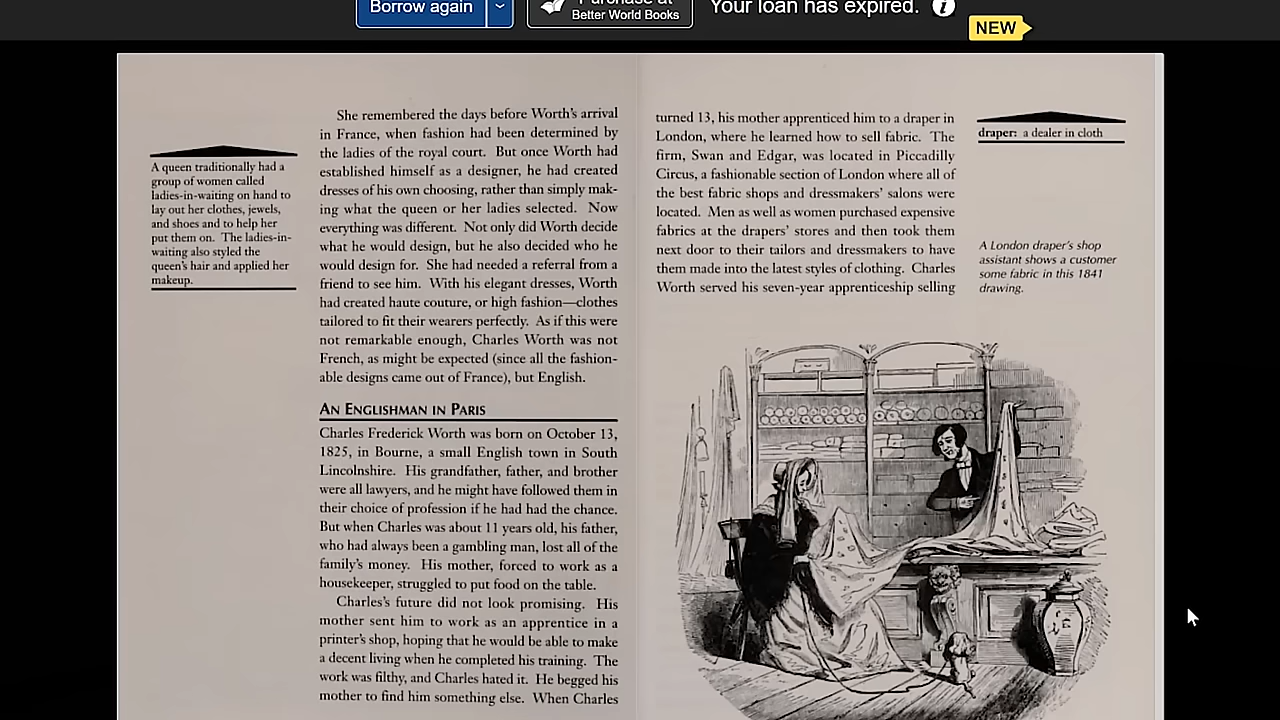 Borrow again
Purchase at
Better World Books
Your loan has expired.
NEW
A queen traditionally had a
group of women called
ladies-in-waiting on hand to
lay out her clothes, jewels,
and shoes and to help her
put them on. The ladies-in-
waiting also styled the
queen's hair and applied her
makeup.
She remembered the days before Worth's arrival
in France, when fashion had been determined by
the ladies of the royal court. But once Worth had
established himself as a designer, he had created
dresses of his own choosing, rather than simply mak-
ing what the queen or her ladies selected. Now
everything was different. Not only did Worth decide
what he would design, but he also decided who he
would design for. She had needed a referral from a
friend to see him. With his elegant dresses, Worth
had created haute couture, or high fashion—clothes
tailored to fit their wearers perfectly. As if this were
not remarkable enough, Charles Worth was not
French, as might be expected (since all the fashion-
able designs came out of France), but English.
AN ENGLISHMAN IN PARIS
Charles Frederick Worth was born on October 13,
1825, in Bourne, a small English town in South
Lincolnshire. His grandfather, father, and brother
were all lawyers, and he might have followed them in
their choice of profession if he had had the chance.
But when Charles was about 11 years old, his father,
who had always been a gambling man, lost all of the
family's money. His mother, forced to work as a
housekeeper, struggled to put food on the table.
Charles's future did not look promising. His
mother sent him to work as an apprentice in a
printer's shop, hoping that he would be able to make
a decent living when he completed his training. The
work was filthy, and Charles hated it. He begged his
mother to find him something else. When Charles
turned 13, his mother apprenticed him to a draper in
London, where he learned how to sell fabric. The
firm, Swan and Edgar, was located in Piccadilly
Circus, a fashionable section of London where all of
the best fabric shops and dressmakers' salons were
located. Men as well as women purchased expensive
fabrics at the drapers' stores and then took them
next door to their tailors and dressmakers to have
them made into the latest styles of clothing. Charles
Worth served his seven-year apprenticeship selling
draper: a dealer in cloth
A London draper's shop
assistant shows a customer
some fabric in this 1841
drawing.